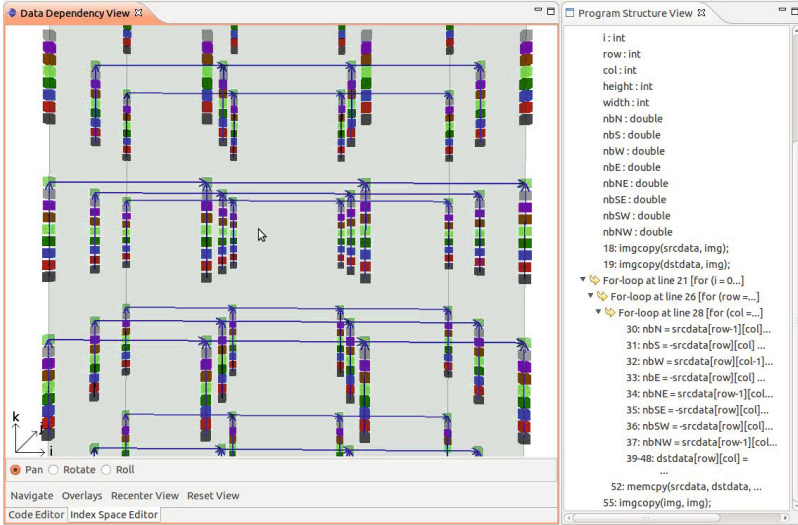 Data Dependency View
k
j
i
Pan Rotate Roll
Navigate Overlays Recenter View Reset View
Code Editor Index Space Editor
Program Structure View
i : int
row : int
col : int
height : int
width : int
nbN : double
nbS : double
nbW : double
nbE : double
nbNE : double
nbSE : double
nbSW : double
nbNW : double
18: imgcopy(srcdata, img);
19: imgcopy(dstdata, img);
For-loop at line 21 [for (i = 0...]
For-loop at line 26 [for (row =...]
For-loop at line 28 [for (col =...]
30: nbN = srcdata[row-1][col]...
31: nbS = -srcdata[row][col] ...
32: nbW = srcdata[row][col-1]...
33: nbE = -srcdata[row][col] ...
34: nbNE = srcdata[row-1][col...
35: nbSE = -srcdata[row][col]...
36: nbSW = -srcdata[row][col]...
37: nbNW = srcdata[row-1][col...
39-48: dstdata[row][col] =
...
52: memcpy(srcdata, dstdata, ...
55: imgcopy(img, img);